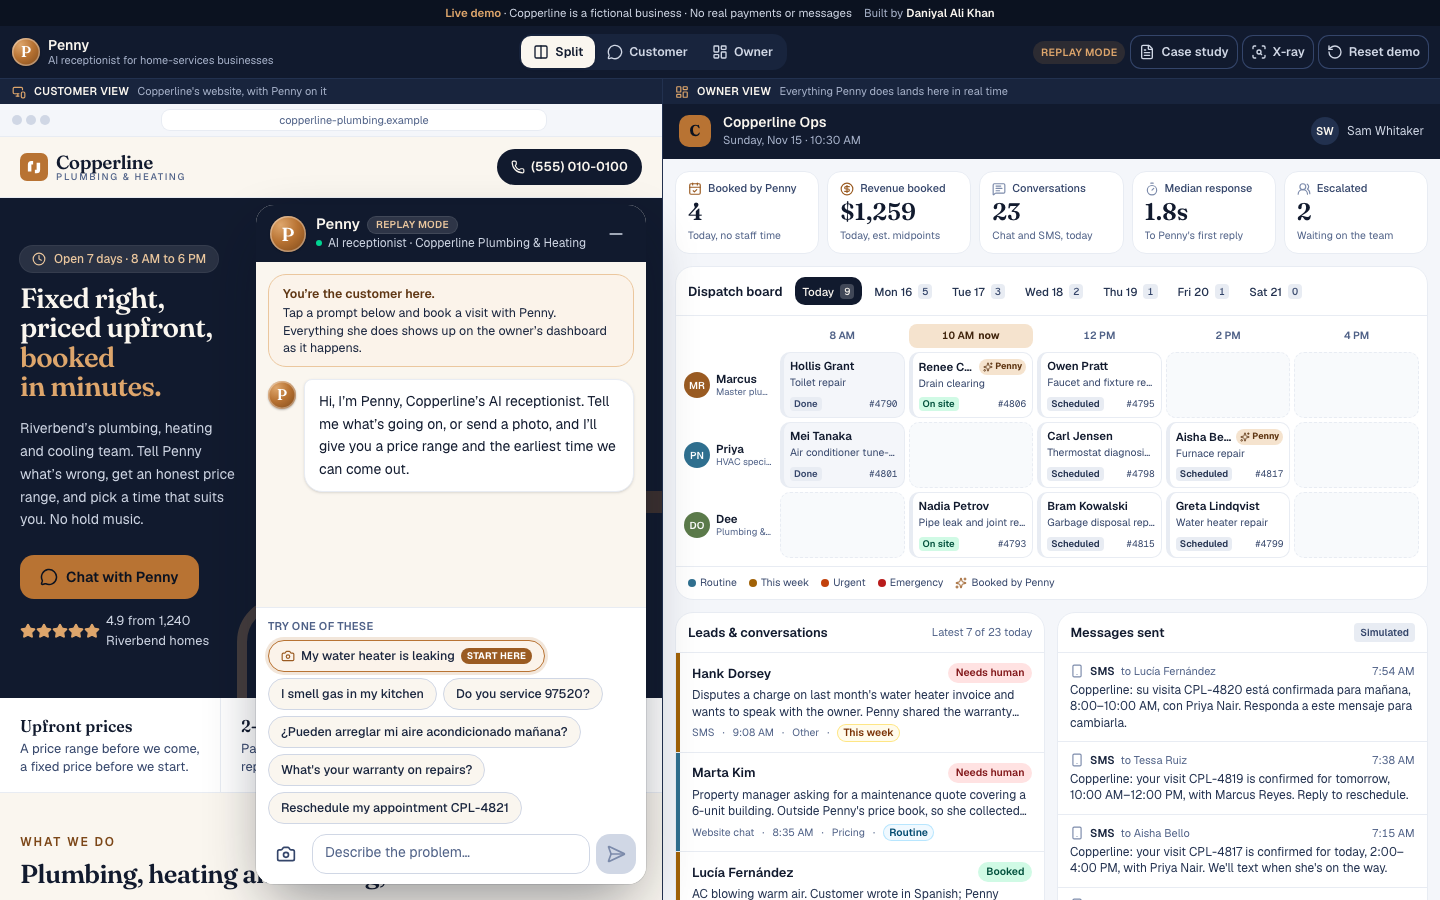 Live demo · Copperline is a fictional business · No real payments or messages Built by Daniyal Ali Khan
P
Penny
AI receptionist for home-services businesses
Split
Customer
Owner
REPLAY MODE
Case study
X-ray
Reset demo
CUSTOMER VIEW Copperline's website, with Penny on it
copperline-plumbing.example
Copperline
PLUMBING & HEATING
(555) 010-0100
Open 7 days · 8 AM to 6 PM
Fixed right,
priced upfront,
booked
in minutes.
Riverbend's plumbing, heating
and cooling team. Tell Penny
what's wrong, get an honest price
range, and pick a time that suits
you. No hold music.
Chat with Penny
4.9 from 1,240
Riverbend homes
Upfront prices
A price range before we come,
a fixed price before we start.
WHAT WE DO
Plumbing, heating
P
Penny REPLAY MODE
AI receptionist · Copperline Plumbing & Heating
You're the customer here.
Tap a prompt below and book a visit with Penny.
Everything she does shows up on the owner's dashboard
as it happens.
P
Hi, I'm Penny, Copperline's AI receptionist. Tell
me what's going on, or send a photo, and I'll
give you a price range and the earliest time we
can come out.
TRY ONE OF THESE
My water heater is leaking START HERE
I smell gas in my kitchen
Do you service 97520?
¿Pueden arreglar mi aire acondicionado mañana?
What's your warranty on repairs?
Reschedule my appointment CPL-4821
Describe the problem…
OWNER VIEW Everything Penny does lands here in real time
C
Copperline Ops
Sunday, Nov 15 · 10:30 AM
SW Sam Whitaker
Booked by Penny
4
Today, no staff time
Revenue booked
$1,259
Today, est. midpoints
Conversations
23
Chat and SMS, today
Median response
1.8s
To Penny's first reply
Escalated
2
Waiting on the team
Dispatch board
Today 9
Mon 16 5
Tue 17 3
Wed 18 2
Thu 19 1
Fri 20 1
Sat 21 0
8 AM
10 AM now
12 PM
2 PM
4 PM
MR Marcus
Master plu…
Hollis Grant
Toilet repair
Done #4790
Renee C… Penny
Drain clearing
On site #4806
Owen Pratt
Faucet and fixture re…
Scheduled #4795
PN Priya
HVAC speci…
Mei Tanaka
Air conditioner tune-…
Done #4801
Carl Jensen
Thermostat diagnosi…
Scheduled #4798
Aisha Be… Penny
Furnace repair
Scheduled #4817
DO Dee
Plumbing &…
Nadia Petrov
Pipe leak and joint re…
On site #4793
Bram Kowalski
Garbage disposal rep…
Scheduled #4815
Greta Lindqvist
Water heater repair
Scheduled #4799
Routine
This week
Urgent
Emergency
Booked by Penny
Leads & conversations
Latest 7 of 23 today
Hank Dorsey
Needs human
Disputes a charge on last month's water heater invoice and
wants to speak with the owner. Penny shared the warranty…
SMS · 9:08 AM · Other · This week
Marta Kim
Needs human
Property manager asking for a maintenance quote covering a
6-unit building. Outside Penny's price book, so she collected…
Website chat · 8:35 AM · Pricing · Routine
Lucía Fernández
Booked
AC blowing warm air. Customer wrote in Spanish; Penny
Messages sent
Simulated
SMS to Lucía Fernández 7:54 AM
Copperline: su visita CPL-4820 está confirmada para mañana,
8:00–10:00 AM, con Priya Nair. Responda a este mensaje para
cambiarla.
SMS to Tessa Ruiz 7:38 AM
Copperline: your visit CPL-4819 is confirmed for tomorrow,
10:00 AM–12:00 PM, with Marcus Reyes. Reply to reschedule.
SMS to Aisha Bello 7:15 AM
Copperline: your visit CPL-4817 is confirmed for today, 2:00–
4:00 PM, with Priya Nair. We'll text when she's on the way.